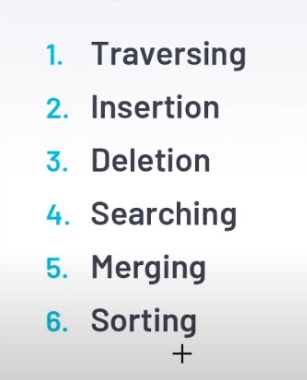 1. Traversing
2. Insertion
3. Deletion
4. Searching
5. Merging
6. Sorting